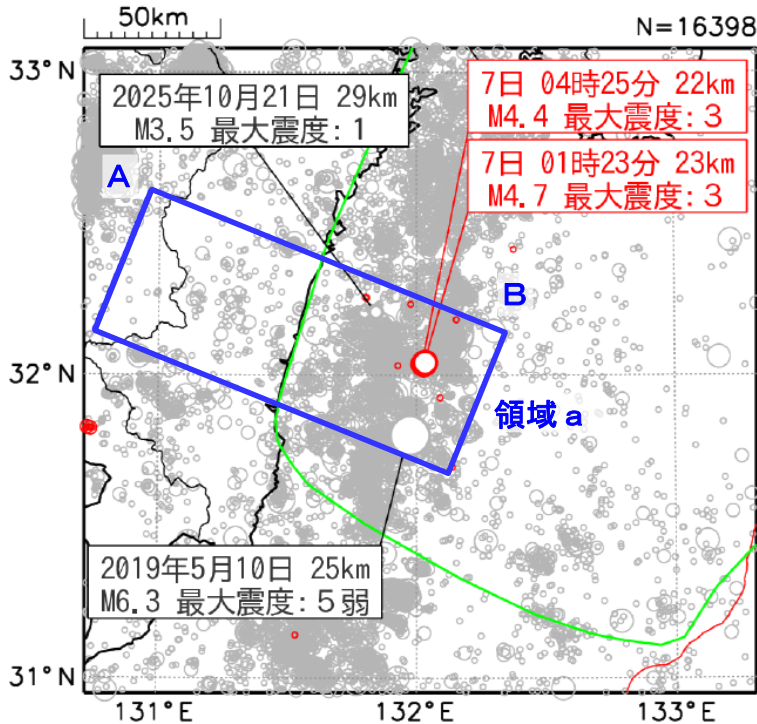 50km
N=16398
33°N
2025年10月21日 29km
M3.5 最大震度:1
7日 04時25分 22km
M4.4 最大震度:3
7日 01時23分 23km
M4.7 最大震度:3
A
B
32°N
領域a
2019年5月10日 25km
M6.3 最大震度:5弱
31°N
131°E
132°E
133°E